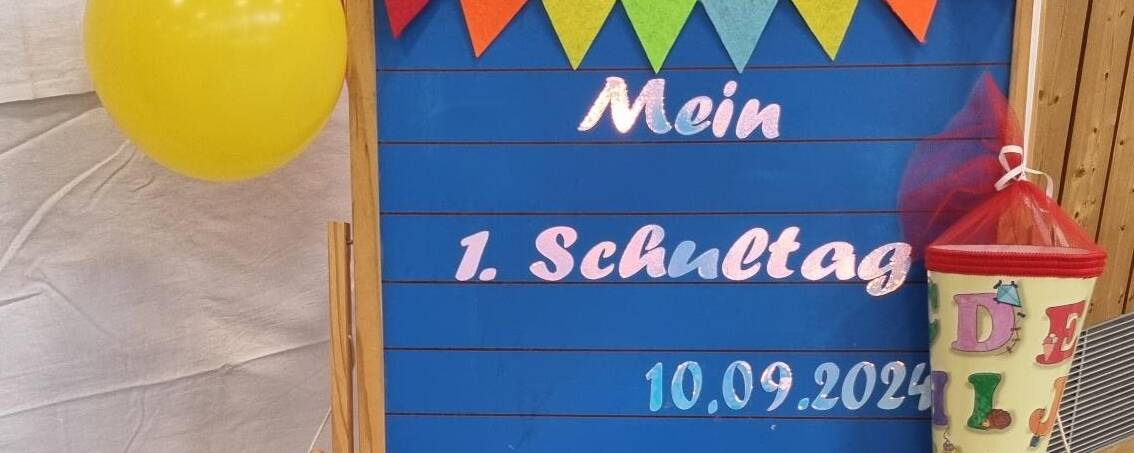 Mein
1. Schultag
10.09.2024
D E
L J